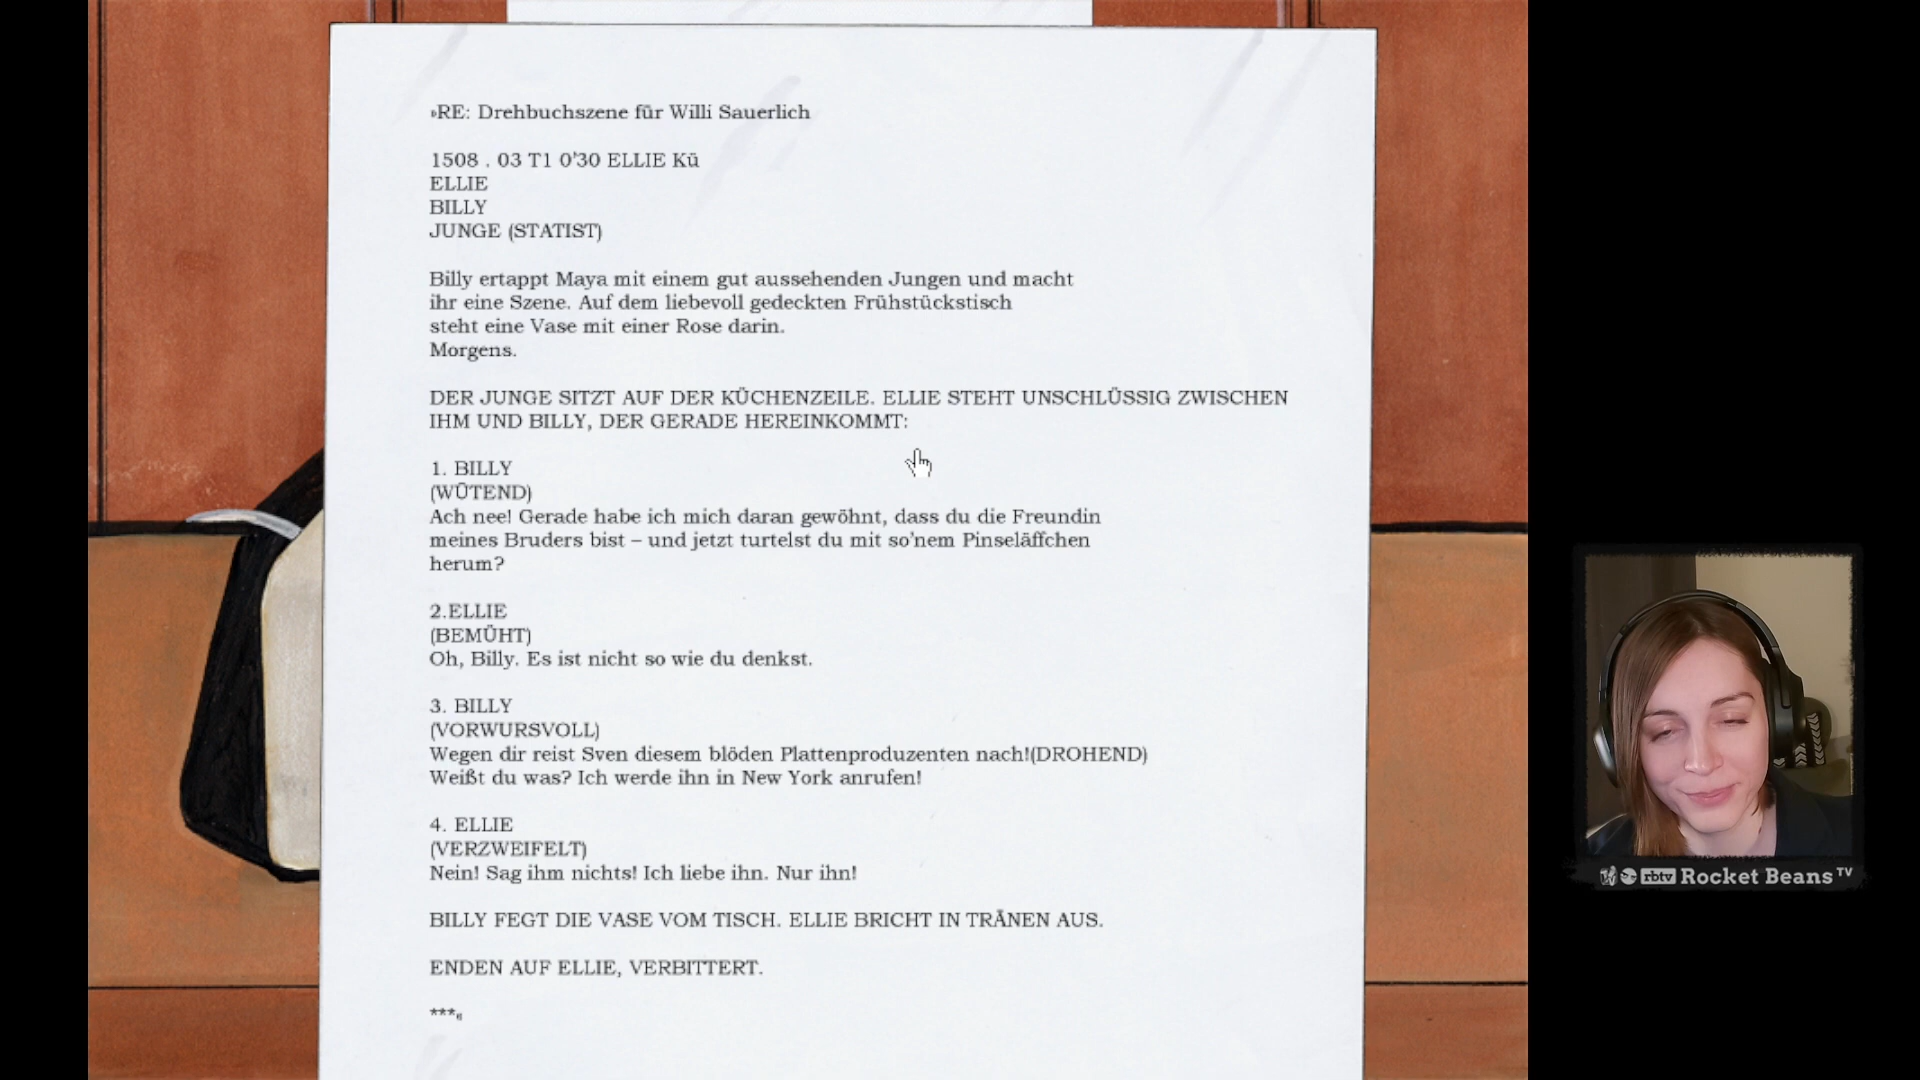 »RE: Drehbuchszene für Willi Sauerlich
1508 . 03 T1 0'30 ELLIE Kü
ELLIE
BILLY
JUNGE (STATIST)
Billy ertappt Maya mit einem gut aussehenden Jungen und macht
ihr eine Szene. Auf dem liebevoll gedeckten Frühstückstisch
steht eine Vase mit einer Rose darin.
Morgens.
DER JUNGE SITZT AUF DER KÜCHENZEILE. ELLIE STEHT UNSCHLÜSSIG ZWISCHEN
IHM UND BILLY, DER GERADE HEREINKOMMT:
1. BILLY
(WÜTEND)
Ach nee! Gerade habe ich mich daran gewöhnt, dass du die Freundin
meines Bruders bist – und jetzt turtelst du mit so'nem Pinseläffchen
herum?
2.ELLIE
(BEMÜHT)
Oh, Billy. Es ist nicht so wie du denkst.
3. BILLY
(VORWURSVOLL)
Wegen dir reist Sven diesem blöden Plattenproduzenten nach!(DROHEND)
Weißt du was? Ich werde ihn in New York anrufen!
4. ELLIE
(VERZWEIFELT)
Nein! Sag ihm nichts! Ich liebe ihn. Nur ihn!
BILLY FEGT DIE VASE VOM TISCH. ELLIE BRICHT IN TRÄNEN AUS.
ENDEN AUF ELLIE, VERBITTERT.
***«
rbtv Rocket Beans TV